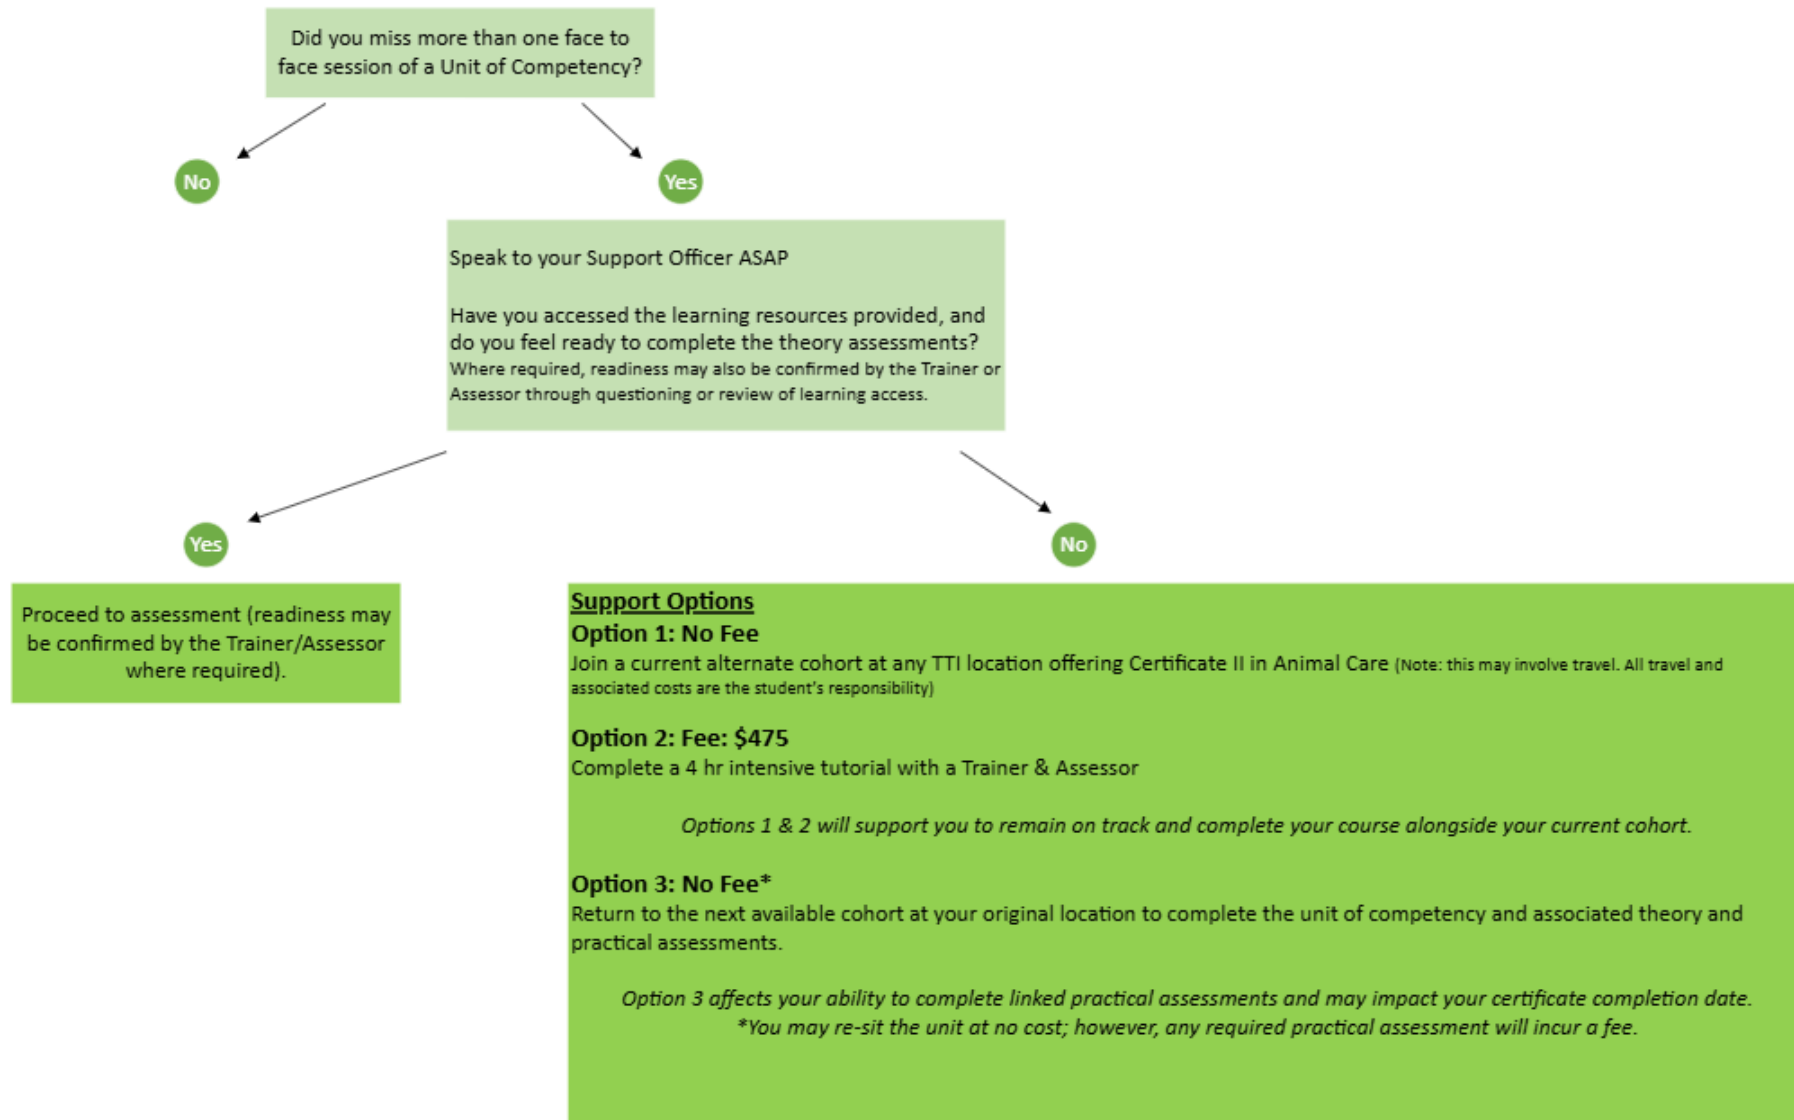 Did you miss more than one face to
face session of a Unit of Competency?
No
Yes
Speak to your Support Officer ASAP
Have you accessed the learning resources provided, and
do you feel ready to complete the theory assessments?
Where required, readiness may also be confirmed by the Trainer or
Assessor through questioning or review of learning access.
Yes
No
Proceed to assessment (readiness may
be confirmed by the Trainer/Assessor
where required).
Support Options
Option 1: No Fee
Join a current alternate cohort at any TTI location offering Certificate II in Animal Care (Note: this may involve travel. All travel and
associated costs are the student's responsibility)
Option 2: Fee: $475
Complete a 4 hr intensive tutorial with a Trainer & Assessor
Options 1 & 2 will support you to remain on track and complete your course alongside your current cohort.
Option 3: No Fee*
Return to the next available cohort at your original location to complete the unit of competency and associated theory and
practical assessments.
Option 3 affects your ability to complete linked practical assessments and may impact your certificate completion date.
*You may re-sit the unit at no cost; however, any required practical assessment will incur a fee.